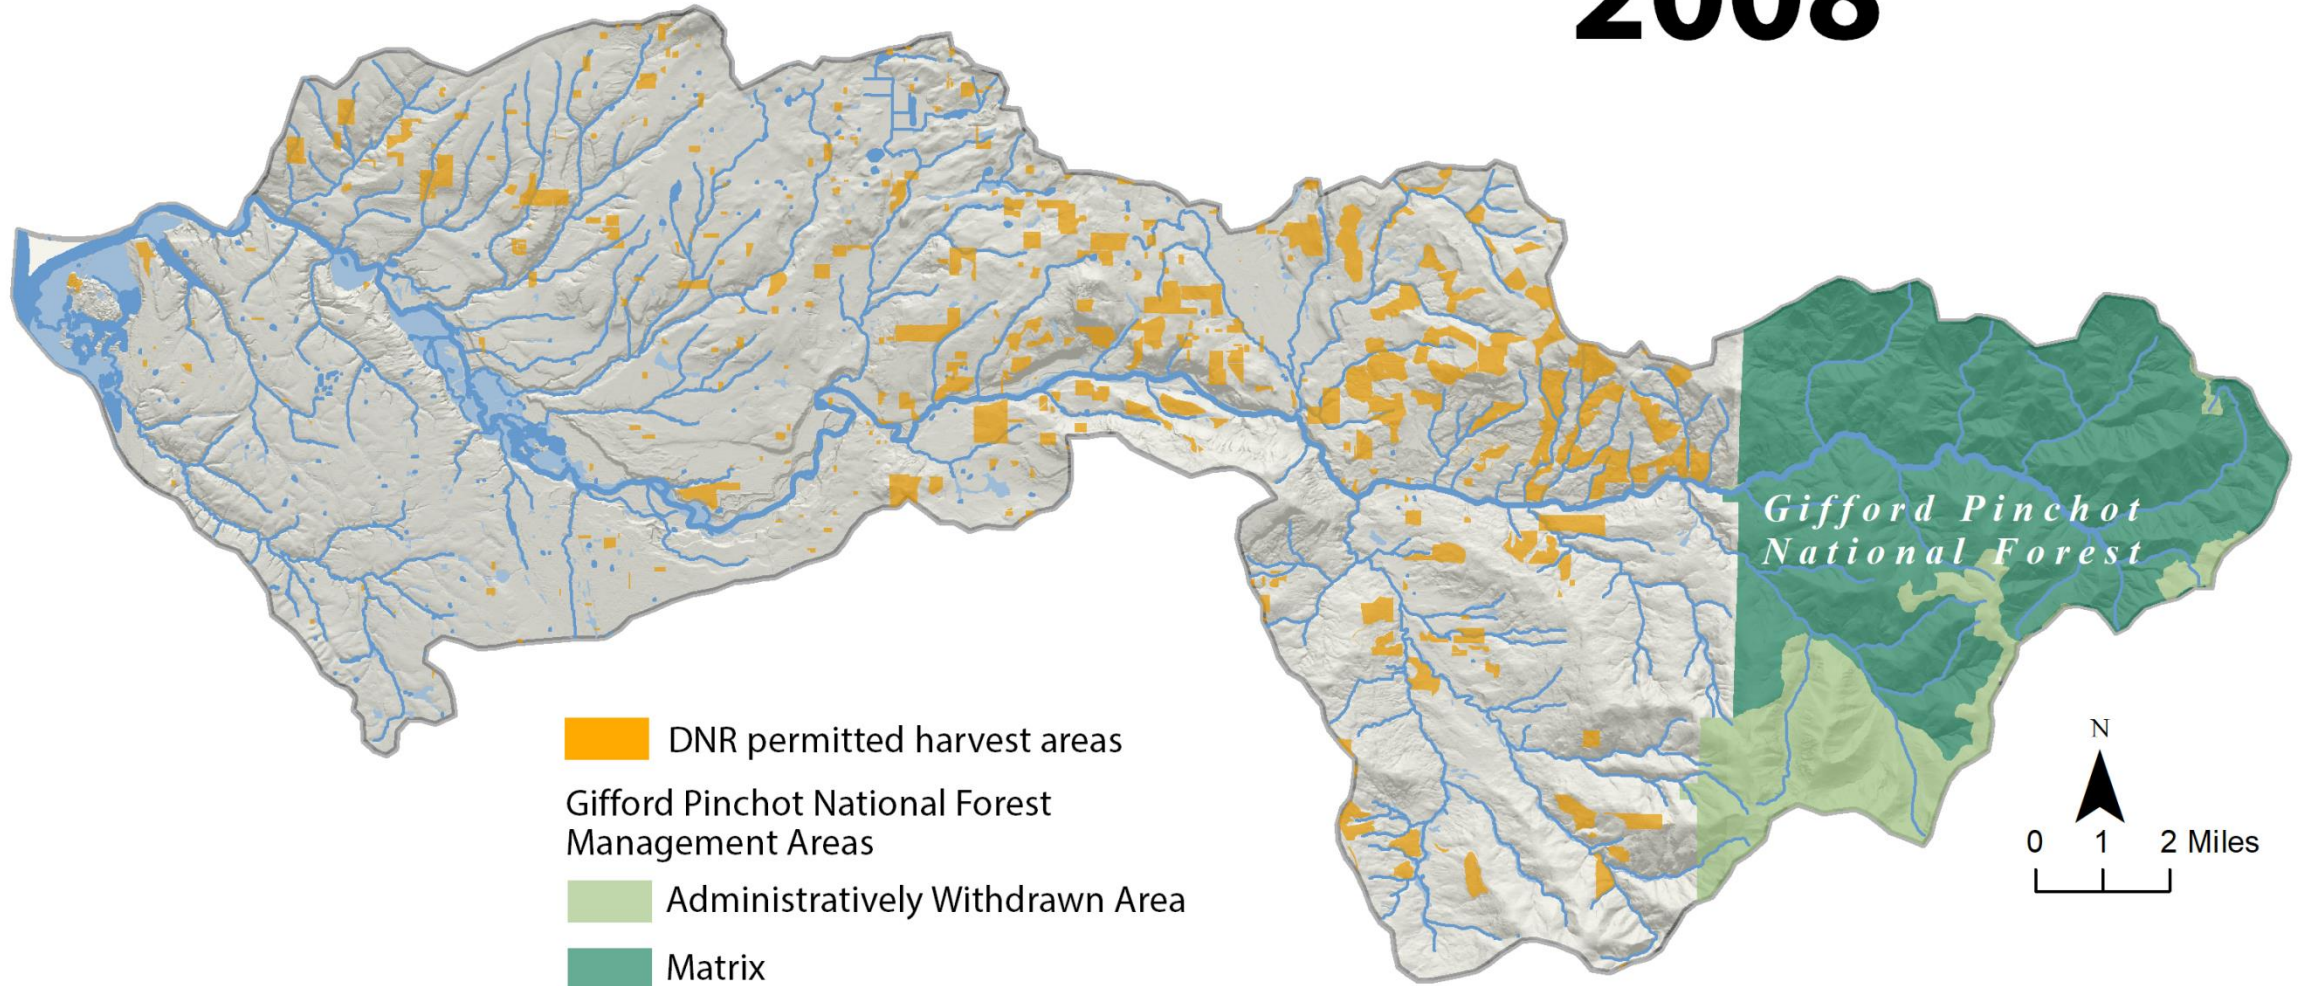 2008
Gifford Pinchot
National Forest
DNR permitted harvest areas
Gifford Pinchot National Forest
Management Areas
Administratively Withdrawn Area
Matrix
N
0 1 2 Miles